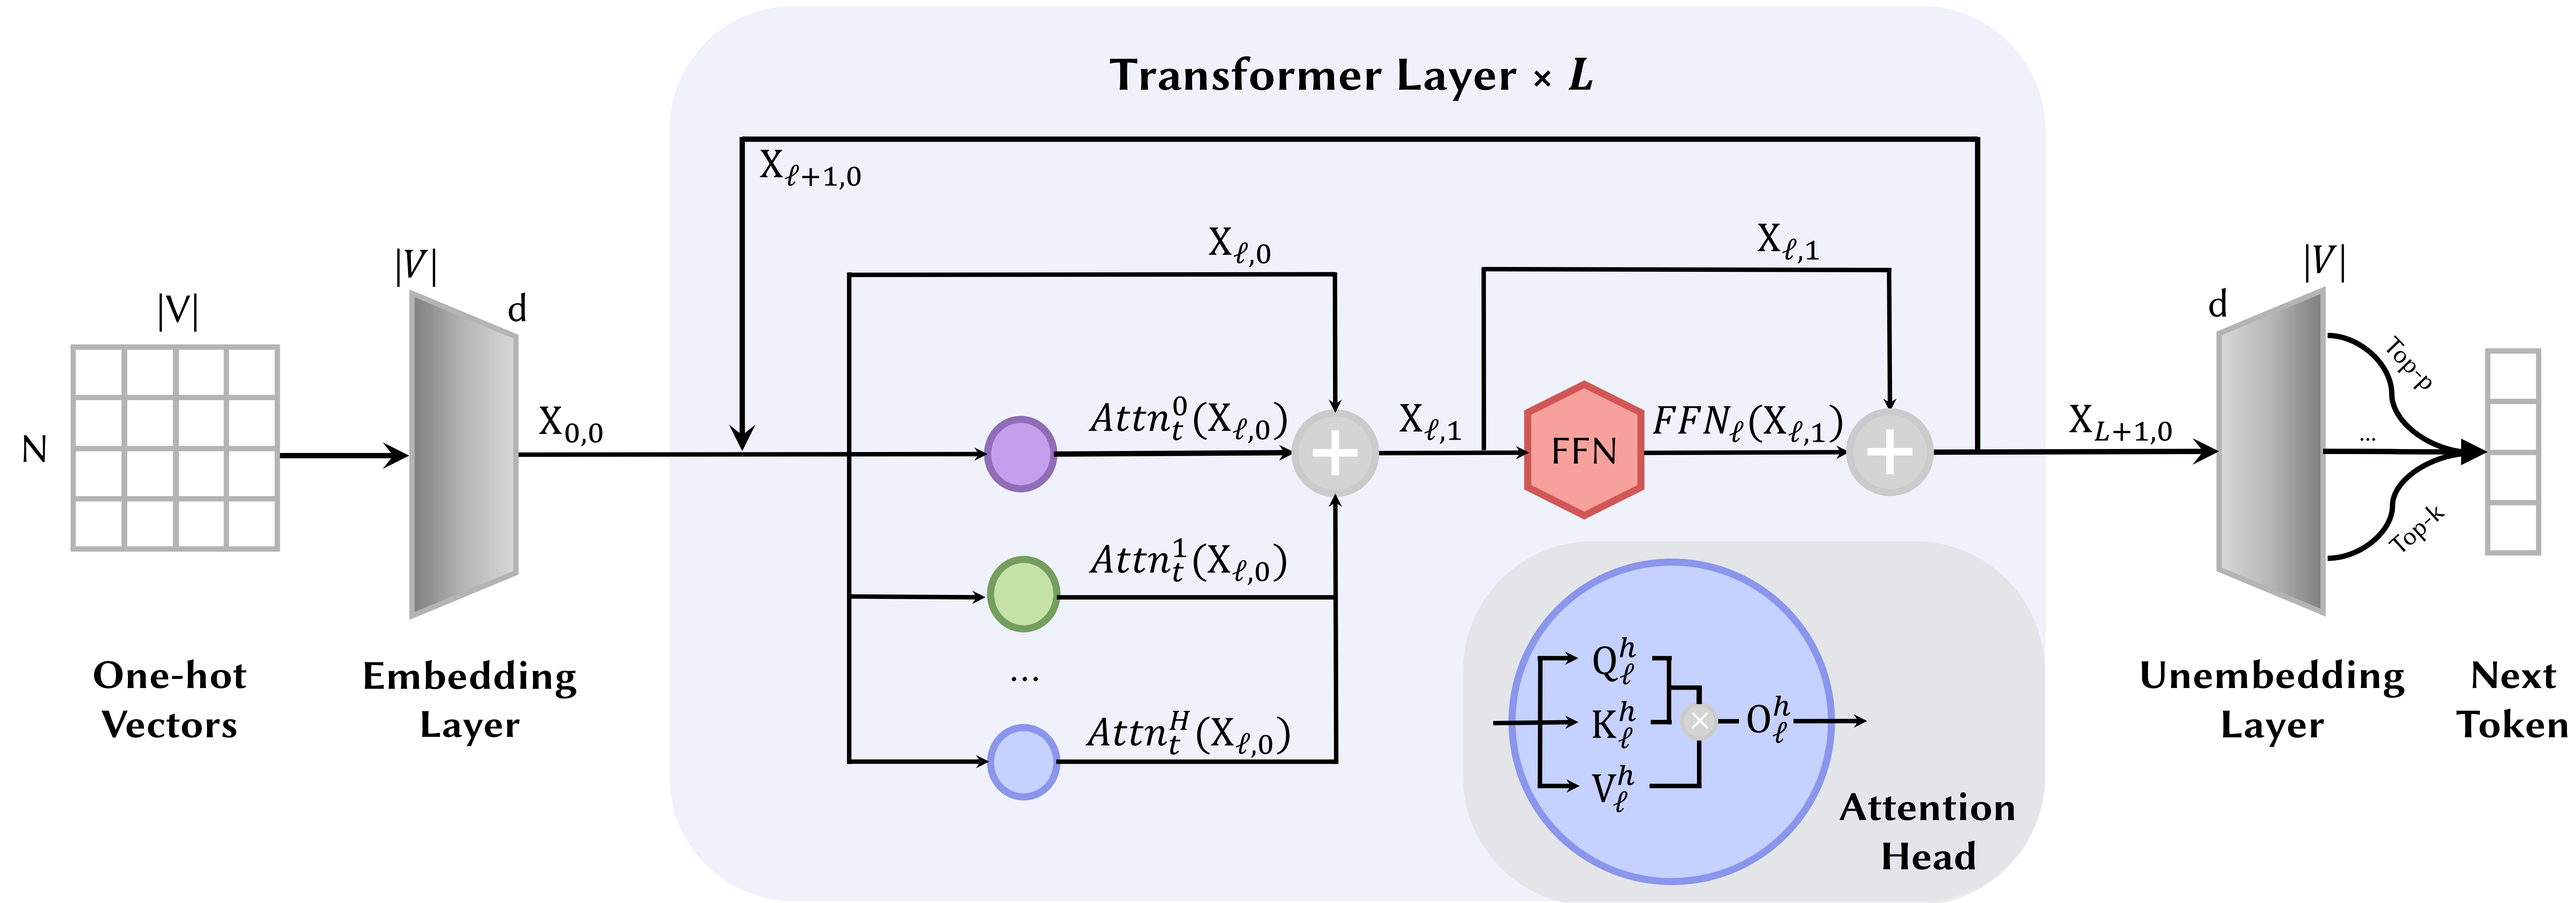 Transformer Layer × L
X_{ℓ+1,0}
X_{ℓ,0}
X_{ℓ,1}
|V|
d
|V|
N
X_{0,0}
Attn_t^0(X_{ℓ,0})
X_{ℓ,1}
FFN
FFN_ℓ(X_{ℓ,1})
Attn_t^1(X_{ℓ,0})
...
Attn_t^H(X_{ℓ,0})
Q_ℓ^h
K_ℓ^h
V_ℓ^h
O_ℓ^h
Attention
Head
X_{L+1,0}
d
|V|
Top-p
...
Top-k
One-hot
Vectors
Embedding
Layer
Unembedding
Layer
Next
Token